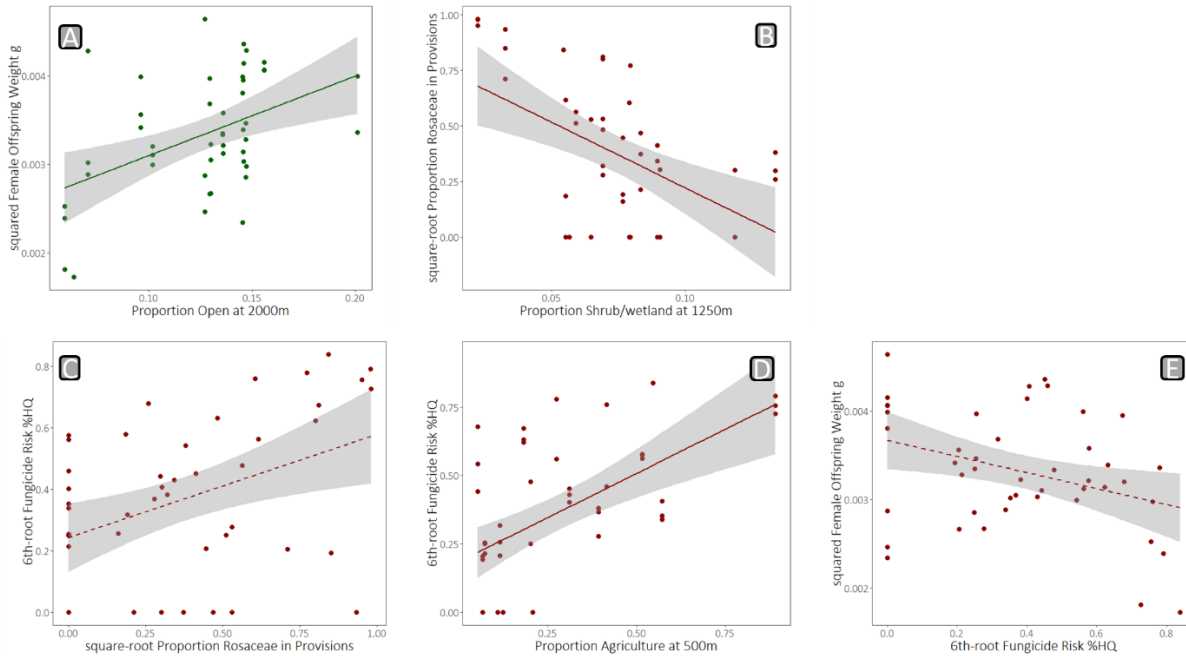 A
squared Female Offspring Weight g
0.004
0.003
0.002
0.10
0.15
0.20
Proportion Open at 2000m
B
square-root Proportion Rosaceae in Provisions
1.00
0.75
0.50
0.25
0.00
0.05
0.10
Proportion Shrub/wetland at 1250m
C
6th-root Fungicide Risk %HQ
0.8
0.6
0.4
0.2
0.0
0.00
0.25
0.50
0.75
1.00
square-root Proportion Rosaceae in Provisions
D
6th-root Fungicide Risk %HQ
0.75
0.50
0.25
0.00
0.25
0.50
0.75
Proportion Agriculture at 500m
E
squared Female Offspring Weight g
0.004
0.003
0.002
0.0
0.2
0.4
0.6
0.8
6th-root Fungicide Risk %HQ